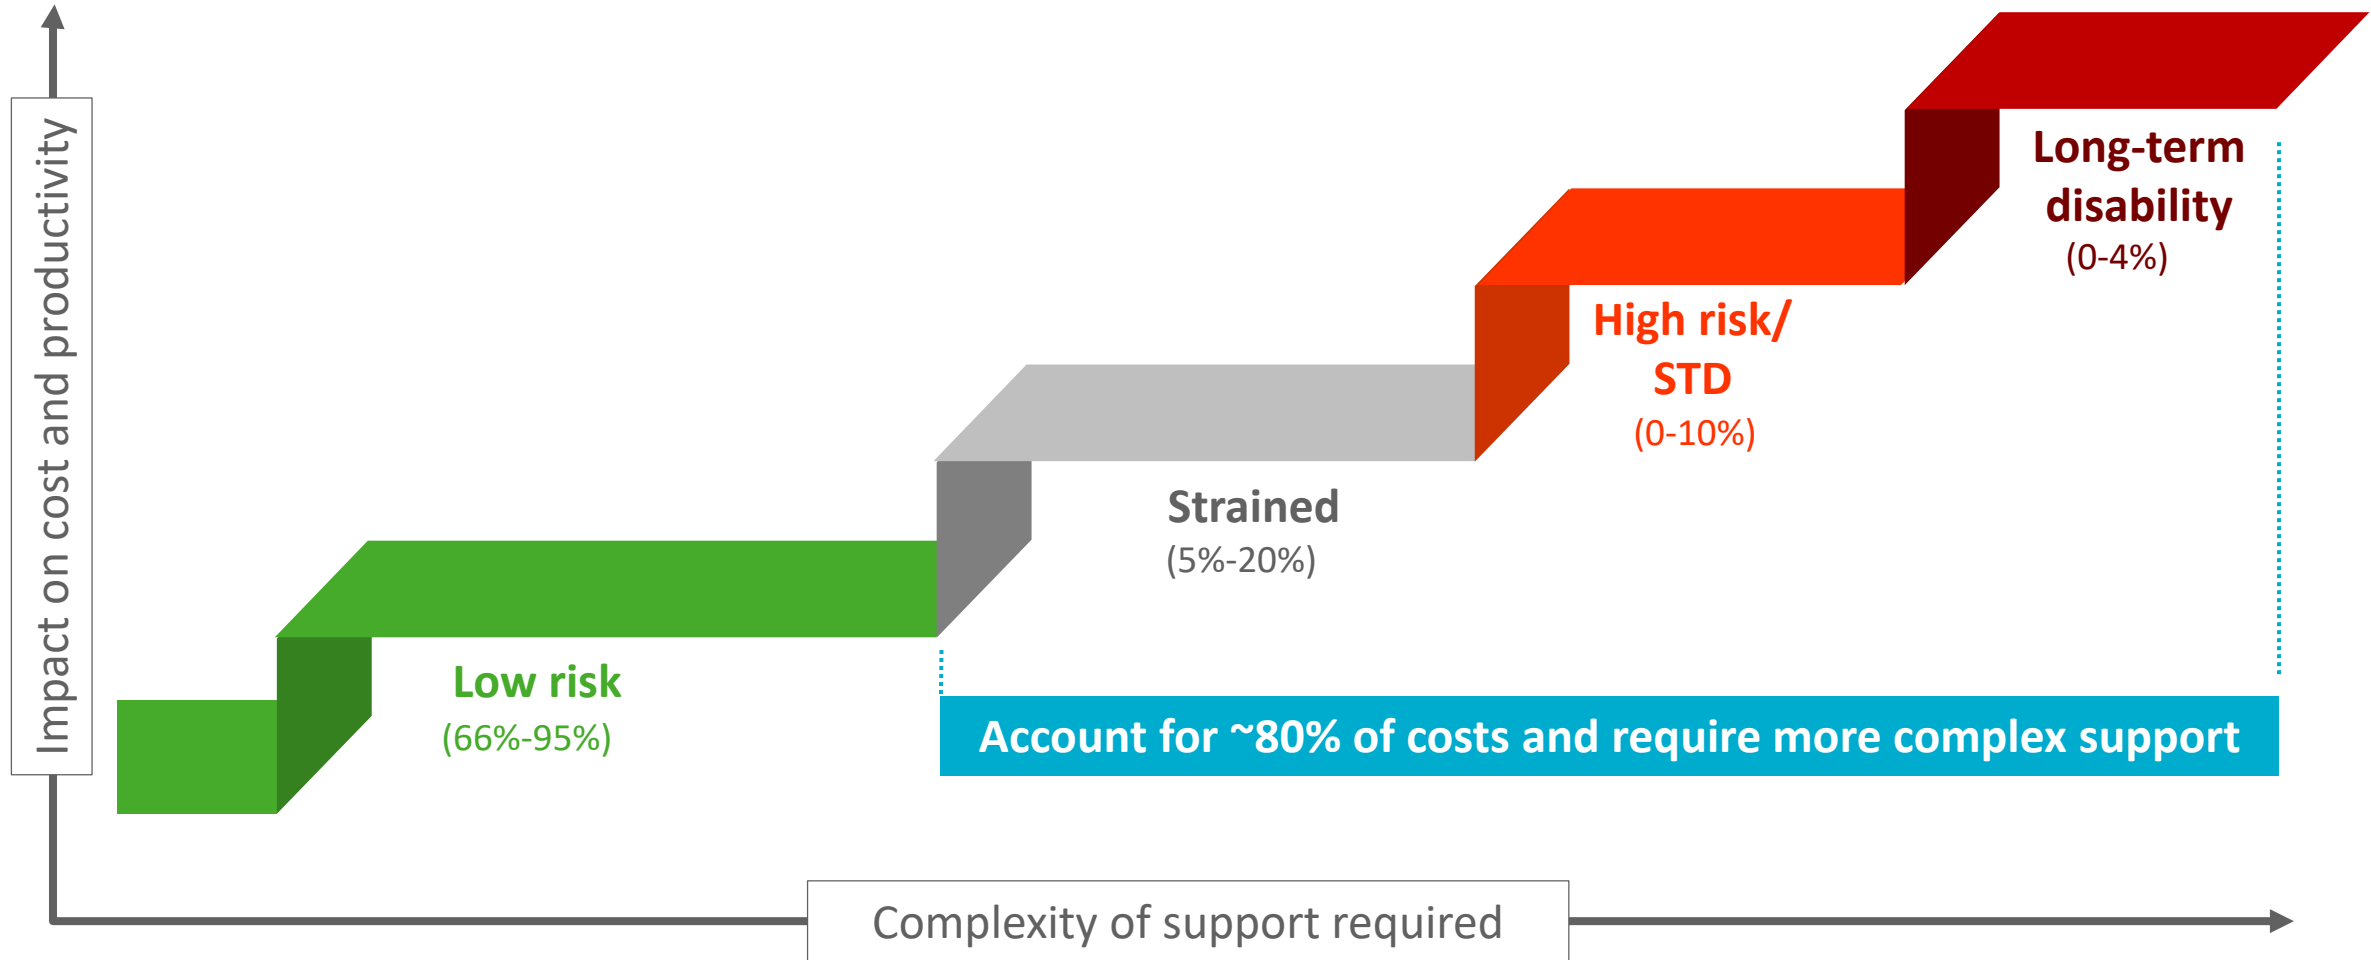 Impact on cost and productivity
Long-term
disability
(0-4%)
High risk/
STD
(0-10%)
Strained
(5%-20%)
Low risk
(66%-95%)
Account for ~80% of costs and require more complex support
Complexity of support required